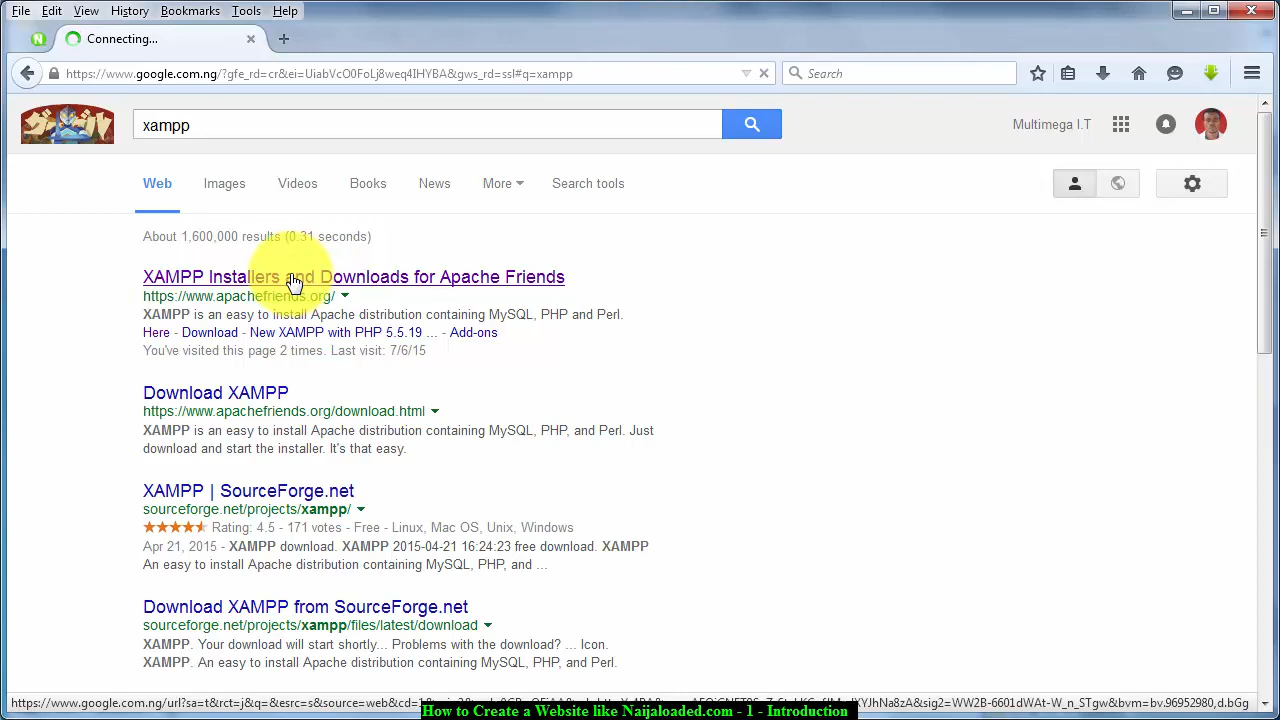 File Edit View History Bookmarks Tools Help
Connecting...
https://www.google.com.ng/?gfe_rd=cr&ei=UiabVcO0FoLj8weq4IHYBA&gws_rd=ssl#q=xampp
Search
グーグル
xampp
Multimega I.T
Web Images Videos Books News More Search tools
About 1,600,000 results (0:31 seconds)
XAMPP Installers and Downloads for Apache Friends
https://www.apachefriends.org/
XAMPP is an easy to install Apache distribution containing MySQL, PHP and Perl.
Here - Download - New XAMPP with PHP 5.5.19 ... - Add-ons
You've visited this page 2 times. Last visit: 7/6/15
Download XAMPP
https://www.apachefriends.org/download.html
XAMPP is an easy to install Apache distribution containing MySQL, PHP, and Perl. Just
download and start the installer. It's that easy.
XAMPP | SourceForge.net
sourceforge.net/projects/xampp/
Rating: 4.5 - 171 votes - Free - Linux, Mac OS, Unix, Windows
Apr 21, 2015 - XAMPP download. XAMPP 2015-04-21 16:24:23 free download. XAMPP
An easy to install Apache distribution containing MySQL, PHP, and ...
Download XAMPP from SourceForge.net
sourceforge.net/projects/xampp/files/latest/download
XAMPP. Your download will start shortly... Problems with the download? ... Icon.
XAMPP. An easy to install Apache distribution containing MySQL, PHP, and Perl.
How to Create a Website like Naijaloaded.com - 1 - Introduction